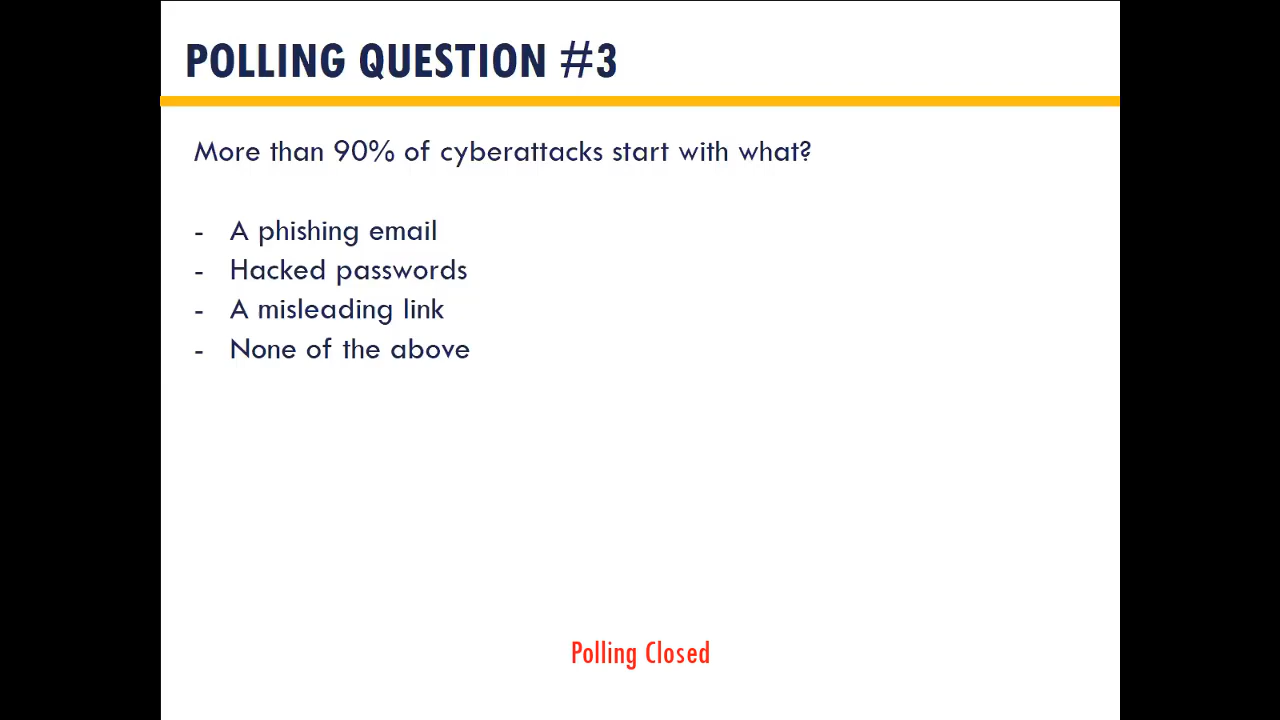 POLLING QUESTION #3
More than 90% of cyberattacks start with what?
- A phishing email
- Hacked passwords
- A misleading link
- None of the above
Polling Closed